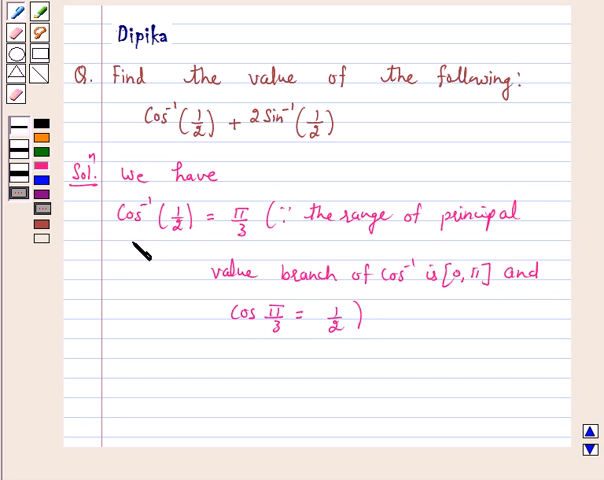 Dipika
Q. Find the value of the following:
Cos⁻¹(1/2) + 2 Sin⁻¹(1/2)
Solⁿ. We have
Cos⁻¹(1/2) = π/3 (∵ the range of principal
value branch of Cos⁻¹ is [0, π] and
Cos π/3 = 1/2)